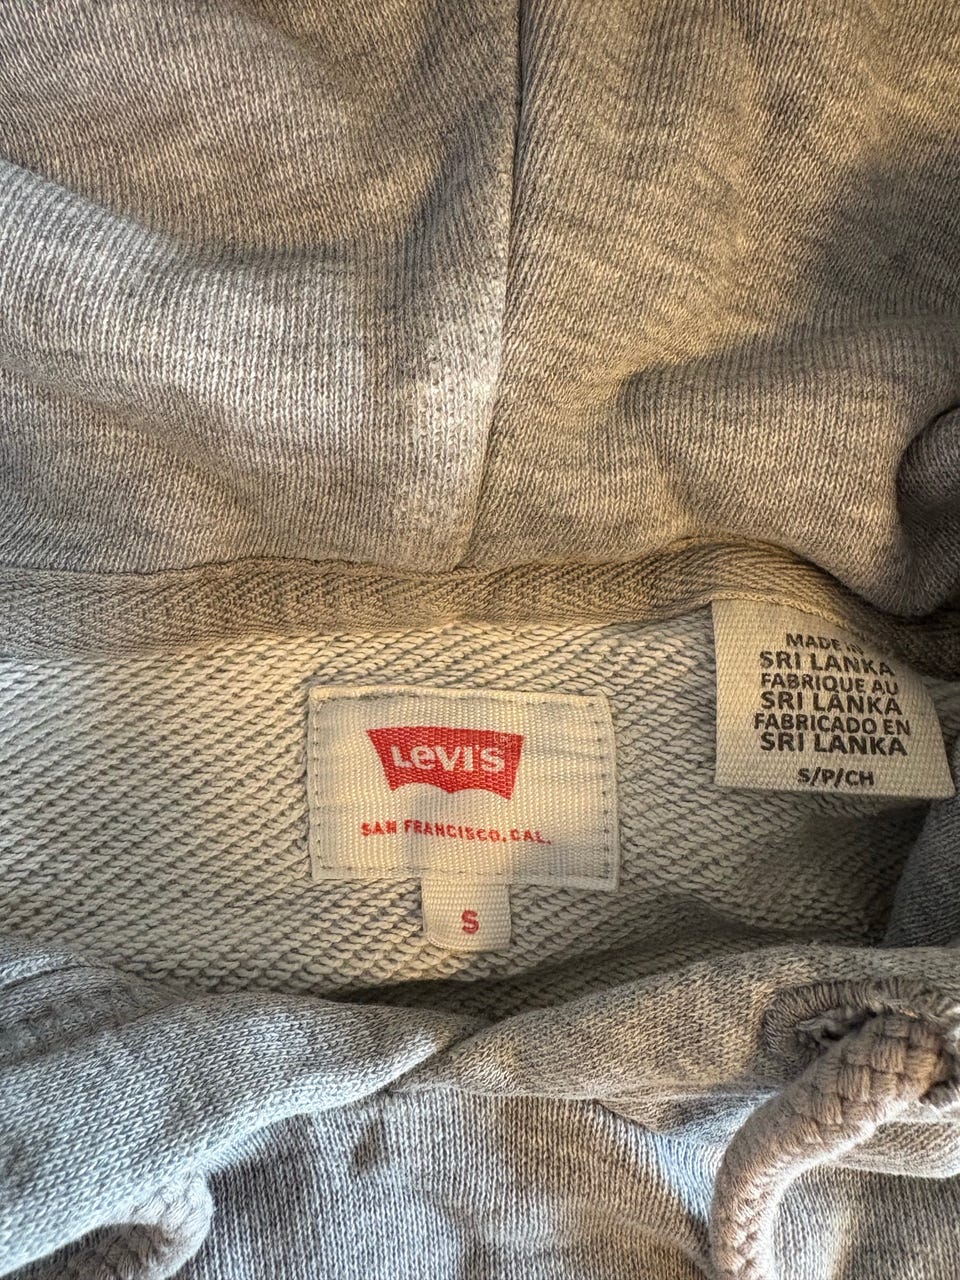 LEVI'S
SAN FRANCISCO, CAL.
S
MADE IN
SRI LANKA
FABRIQUE AU
SRI LANKA
FABRICADO EN
SRI LANKA
S/P/CH